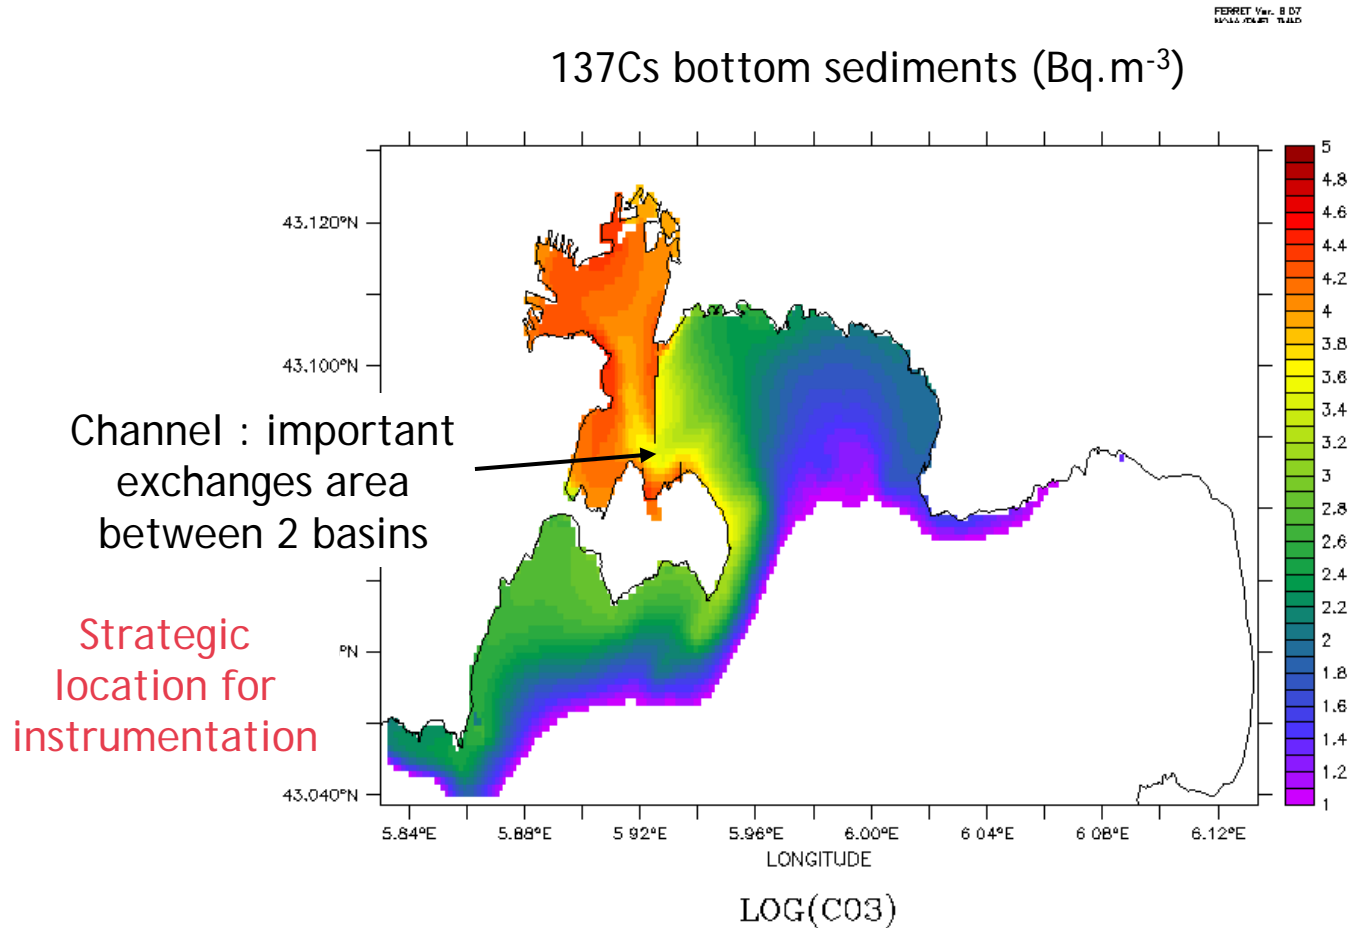 FERRET Ver. 6.07
137Cs bottom sediments (Bq.m-3)
43.120°N
43.100°N
Channel : important
exchanges area
between 2 basins
Strategic
location for
instrumentation
°N
43.040°N
5.84°E 5.88°E 5 92°E 5.96°E 6.00°E 6 04°E 6 08°E 6.12°E
LONGITUDE
LOG(C03)
5
4.8
4.6
4.4
4.2
4
3.8
3.6
3.4
3.2
3
2.8
2.6
2.4
2.2
2
1.8
1.6
1.4
1.2
1